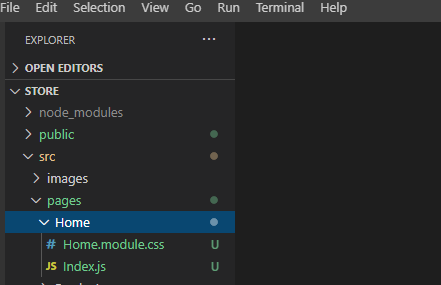 File Edit Selection View Go Run Terminal Help
EXPLORER ...
OPEN EDITORS
STORE
node_modules
public
src
images
pages
Home
# Home.module.css U
JS Index.js U